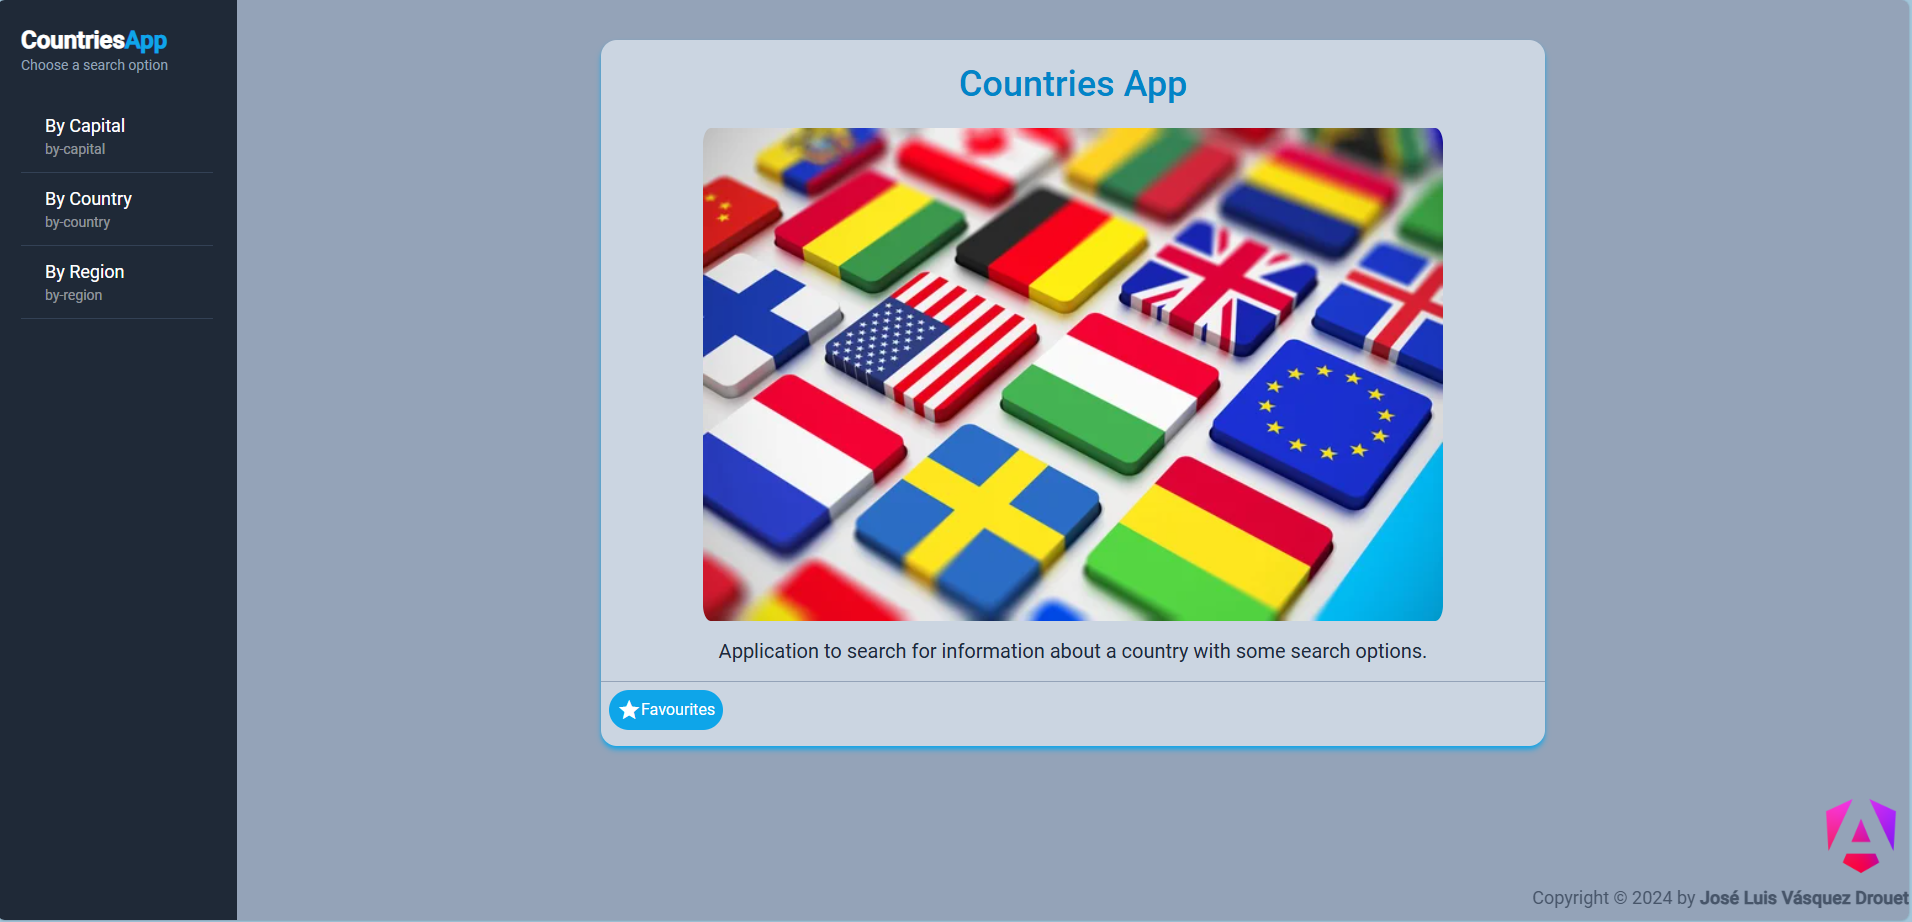 CountriesApp
Choose a search option
By Capital
by-capital
By Country
by-country
By Region
by-region
Countries App
Application to search for information about a country with some search options.
Favourites
Copyright © 2024 by José Luis Vásquez Drouet